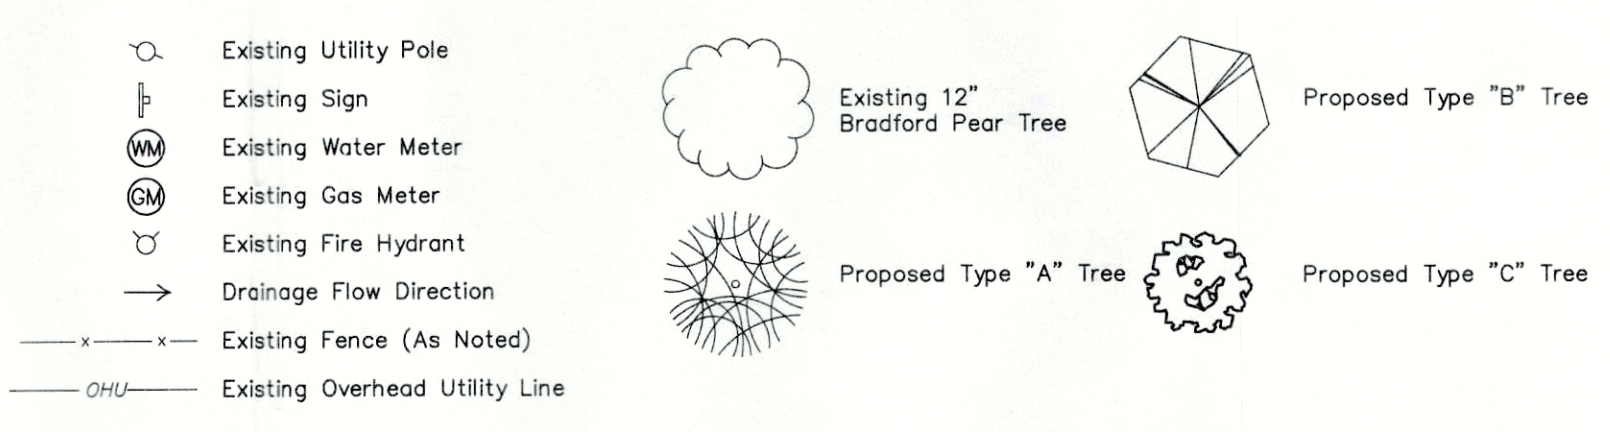 Existing Utility Pole
Existing Sign
WM Existing Water Meter
GM Existing Gas Meter
Existing Fire Hydrant
Drainage Flow Direction
x x Existing Fence (As Noted)
OHU Existing Overhead Utility Line
Existing 12"
Bradford Pear Tree
Proposed Type "A" Tree
Proposed Type "B" Tree
Proposed Type "C" Tree